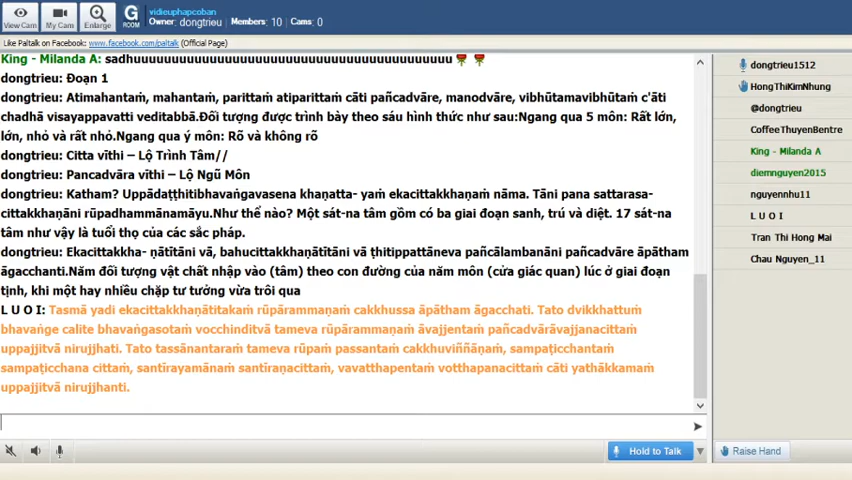 View Cam
My Cam
Enlarge
G
ROOM
vidieuphapcoban
Owner: dongtrieu Members: 10 Cams: 0
Like Paltalk on Facebook: www.facebook.com/paltalk (Official Page)
King - Milanda A: sadhuuuuuuuuuuuuuuuuuuuuuuuuuuuuuuuuuuuuuuuuuu
dongtrieu: Đoạn 1
dongtrieu: Atimahantaṁ, mahantaṁ, parittaṁ atiparittaṁ cāti pañcadvāre, manodvāre, vibhūtamavibhūtaṁ c'āti
chadhā visayappavatti veditabbā.Đối tượng được trình bày theo sáu hình thức như sau:Ngang qua 5 môn: Rất lớn,
lớn, nhỏ và rất nhỏ.Ngang qua ý môn: Rõ và không rõ
dongtrieu: Citta vīthi – Lộ Trình Tâm//
dongtrieu: Pancadvāra vīthi – Lộ Ngũ Môn
dongtrieu: Katham? Uppādaṭṭhitibhavaṅgavasena khaṇatta- yaṁ ekacittakkhaṇaṁ nāma. Tāni pana sattarasa-
cittakkhaṇāni rūpadhammānamāyu.Như thế nào? Một sát-na tâm gồm có ba giai đoạn sanh, trú và diệt. 17 sát-na
tâm như vậy là tuổi thọ của các sắc pháp.
dongtrieu: Ekacittakkha- ṇātītāni vā, bahucittakkhaṇātītāni vā ṭhitippattāneva pañcālambanāni pañcadvāre āpātham
āgacchanti.Năm đối tượng vật chất nhập vào (tâm) theo con đường của năm môn (cửa giác quan) lúc ở giai đoạn
tịnh, khi một hay nhiều chặp tư tưởng vừa trôi qua
L U O I: Tasmā yadi ekacittakkhaṇātitakaṁ rūpārammaṇaṁ cakkhussa āpātham āgacchati. Tato dvikkhattuṁ
bhavaṅge calite bhavaṅgasotaṁ vocchinditvā tameva rūpārammaṇaṁ āvajjentaṁ pañcadvārāvajjanacittaṁ
uppajjitvā nirujjhati. Tato tassānantaraṁ tameva rūpaṁ passantaṁ cakkhuviññāṇaṁ, sampaṭicchantaṁ
sampaṭicchana cittaṁ, santīrayamānaṁ santīraṇacittaṁ, vavatthapentaṁ votthapanacittaṁ cāti yathākkamaṁ
uppajjitvā nirujjhanti.
Hold to Talk
Raise Hand
dongtrieu1512
HongThiKimNhung
@dongtrieu
CoffeeThuyenBentre
King - Milanda A
diemnguyen2015
nguyennhu11
L U O I
Tran Thi Hong Mai
Chau Nguyen_11